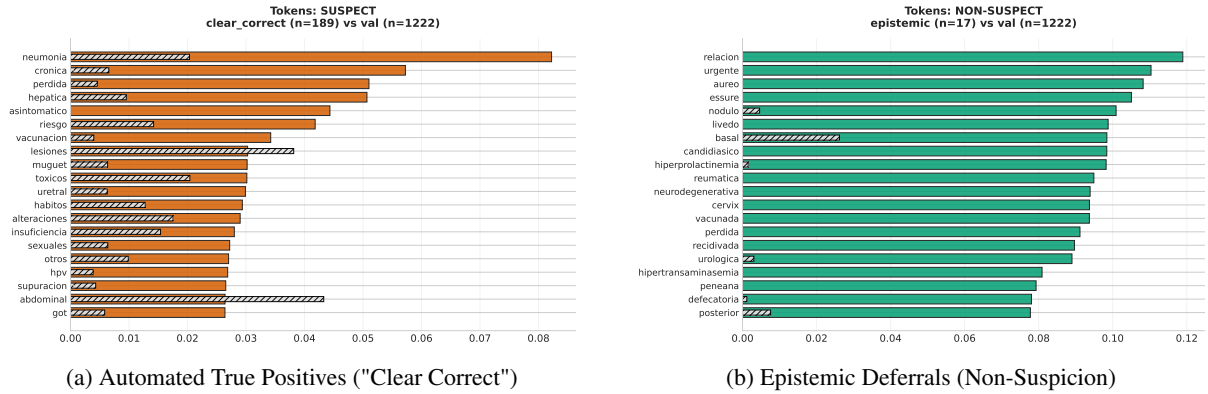 Tokens: SUSPECT
clear_correct (n=189) vs val (n=1222)
neumonia
cronica
perdida
hepatica
asintomatico
riesgo
vacunacion
lesiones
muguet
toxicos
uretral
habitos
alteraciones
insuficiencia
sexuales
otros
hpv
supuracion
abdominal
got
0.00 0.01 0.02 0.03 0.04 0.05 0.06 0.07 0.08
(a) Automated True Positives ("Clear Correct")
Tokens: NON-SUSPECT
epistemic (n=17) vs val (n=1222)
relacion
urgente
aureo
essure
nodulo
livedo
basal
candidiasico
hiperprolactinemia
reumatica
neurodegenerativa
cervix
vacunada
perdida
recidivada
urologica
hipertransaminasemia
peneana
defecatoria
posterior
0.00 0.02 0.04 0.06 0.08 0.10 0.12
(b) Epistemic Deferrals (Non-Suspicion)